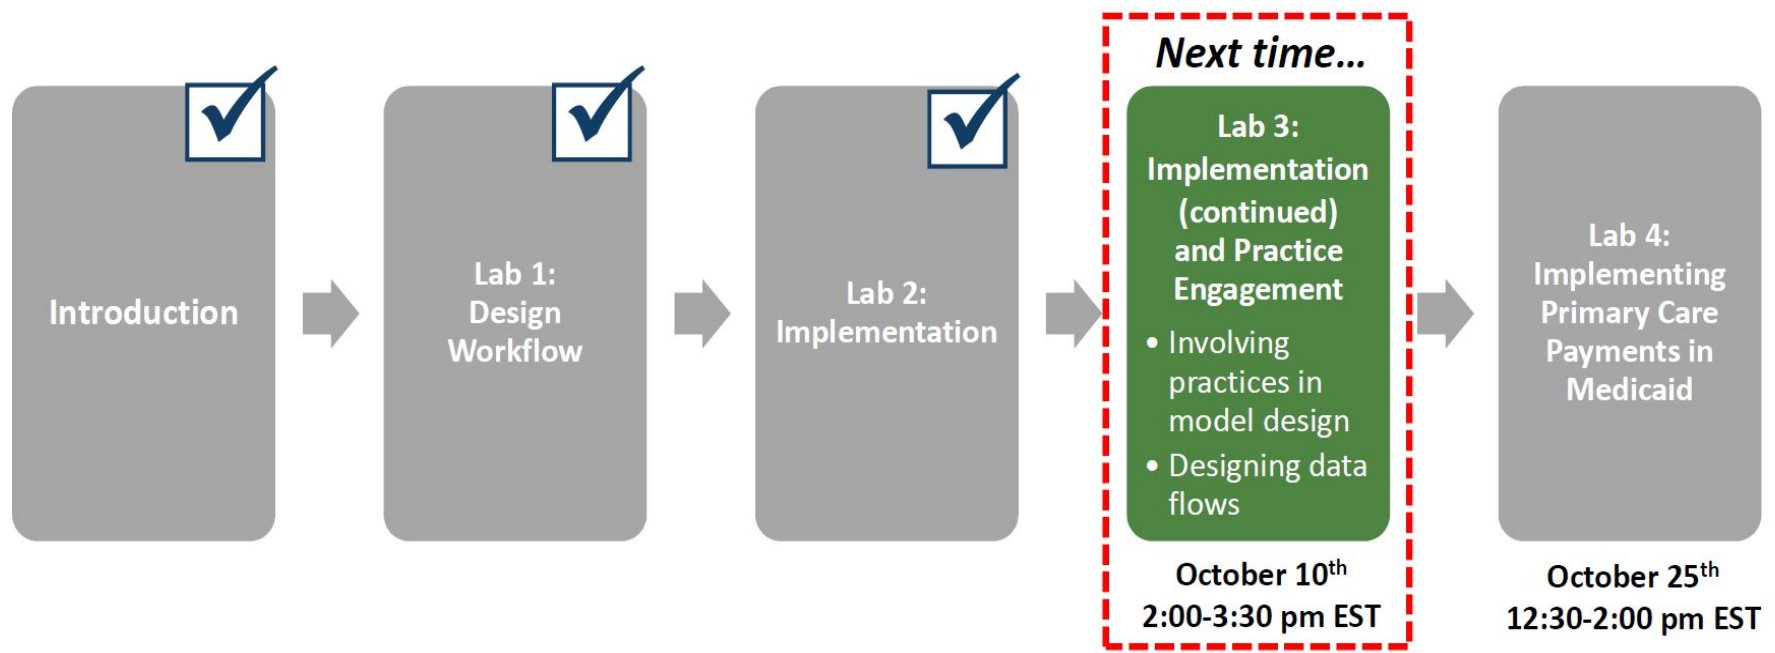 Introduction
Lab 1:
Design
Workflow
Lab 2:
Implementation
Next time...
Lab 3:
Implementation
(continued)
and Practice
Engagement
• Involving
practices in
model design
• Designing data
flows
October 10th
2:00-3:30 pm EST
Lab 4:
Implementing
Primary Care
Payments in
Medicaid
October 25th
12:30-2:00 pm EST